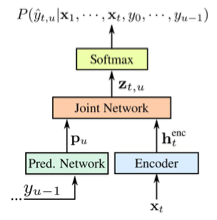 P(ŷ_{t,u}|x_1, ⋯, x_t, y_0, ⋯, y_{u−1})
Softmax
z_{t,u}
Joint Network
p_u h_t^{enc}
Pred. Network Encoder
...y_{u−1} x_t